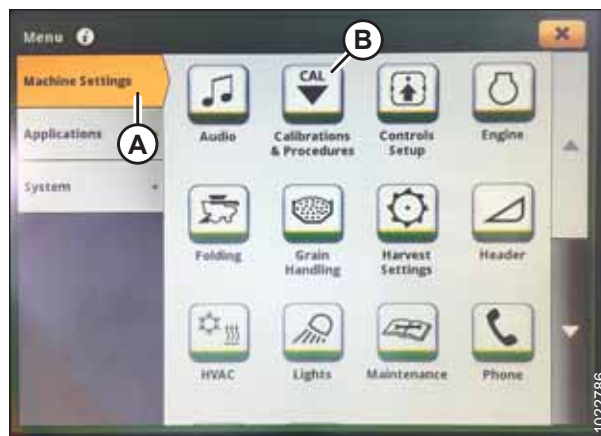 Menu i
B
Machine Settings
A
Applications
System
CAL
Audio
Calibrations
& Procedures
Controls
Setup
Engine
Folding
Grain
Handling
Harvest
Settings
Header
HVAC
Lights
Maintenance
Phone
1022786